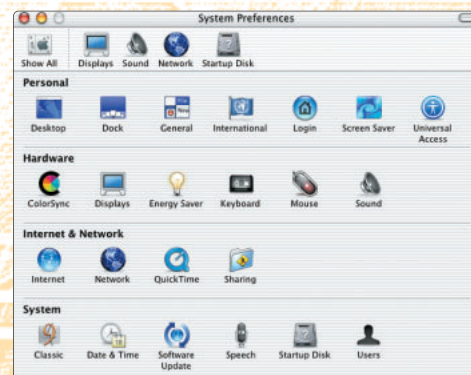 System Preferences
Show All Displays Sound Network Startup Disk
Personal
Desktop Dock General International Login Screen Saver Universal Access
Hardware
ColorSync Displays Energy Saver Keyboard Mouse Sound
Internet & Network
Internet Network QuickTime Sharing
System
Classic Date & Time Software Update Speech Startup Disk Users